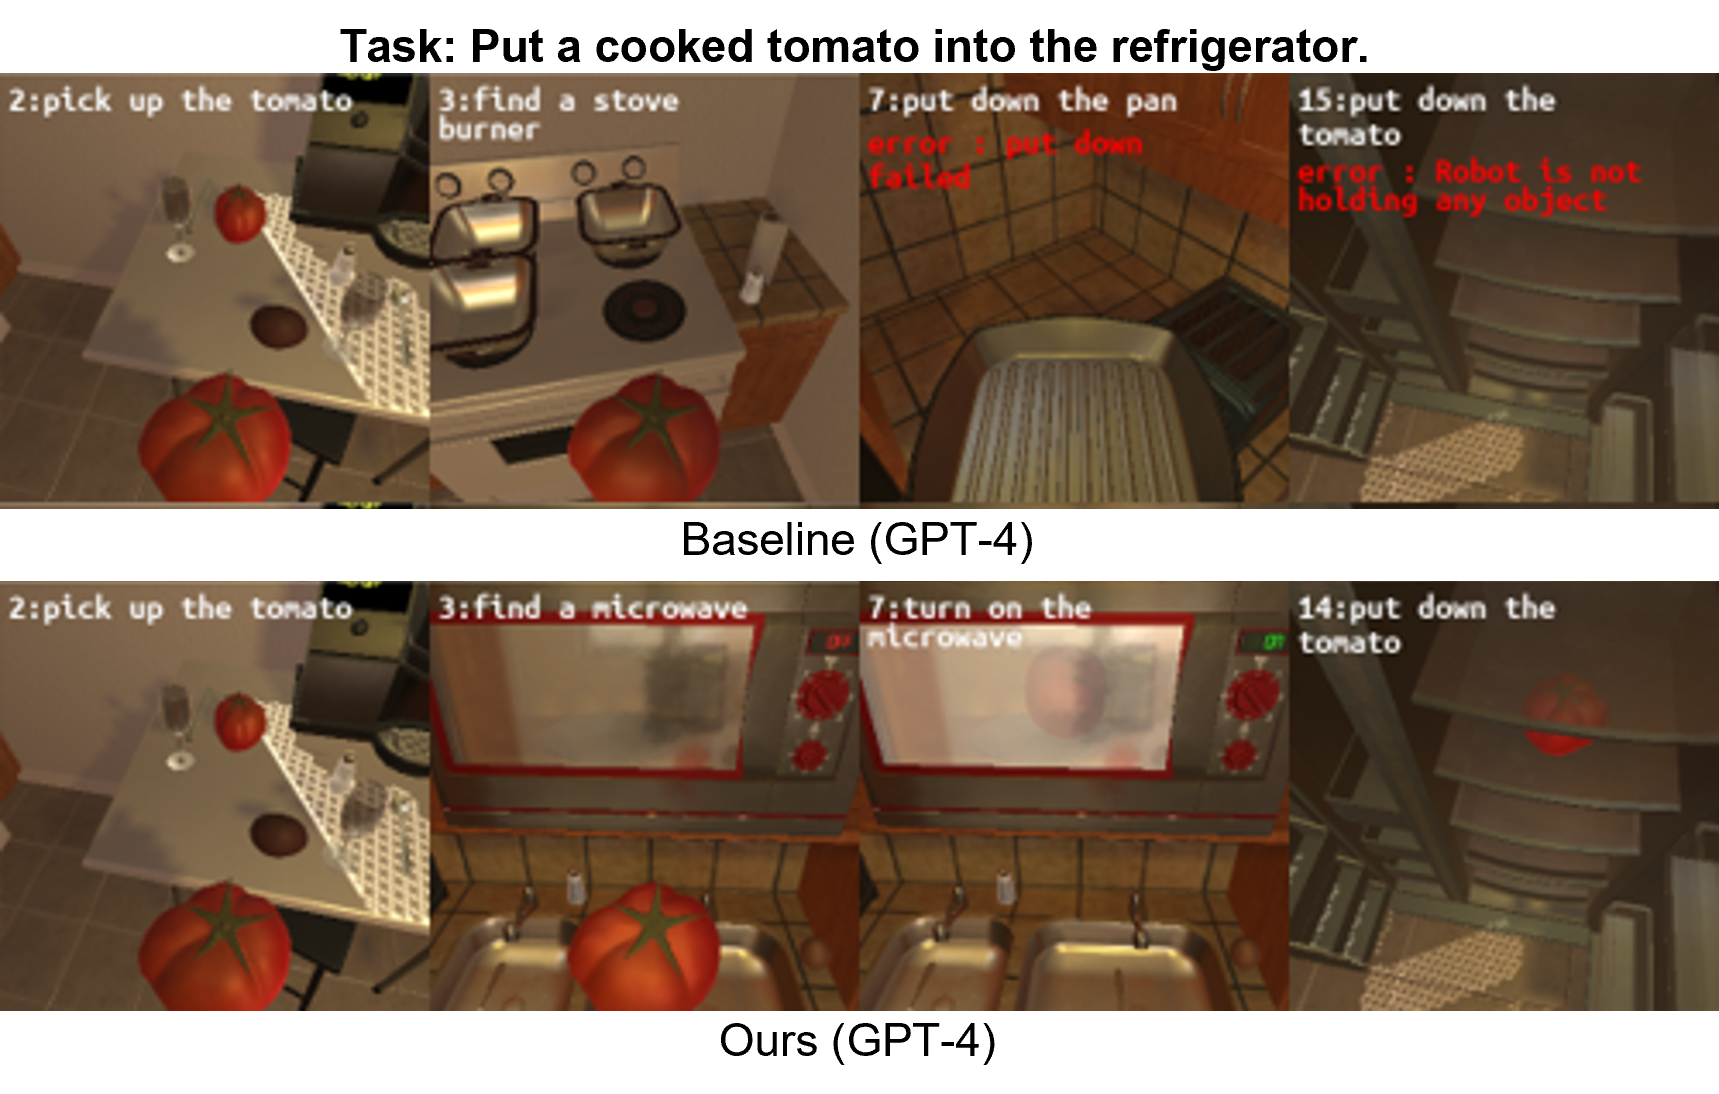 Task: Put a cooked tomato into the refrigerator.
2:pick up the tomato
3:find a stove
burner
7:put down the pan
error : put down
failed
15:put down the
tomato
error : Robot is not
holding any object
Baseline (GPT-4)
2:pick up the tomato
3:find a microwave
7:turn on the
microwave
14:put down the
tomato
Ours (GPT-4)